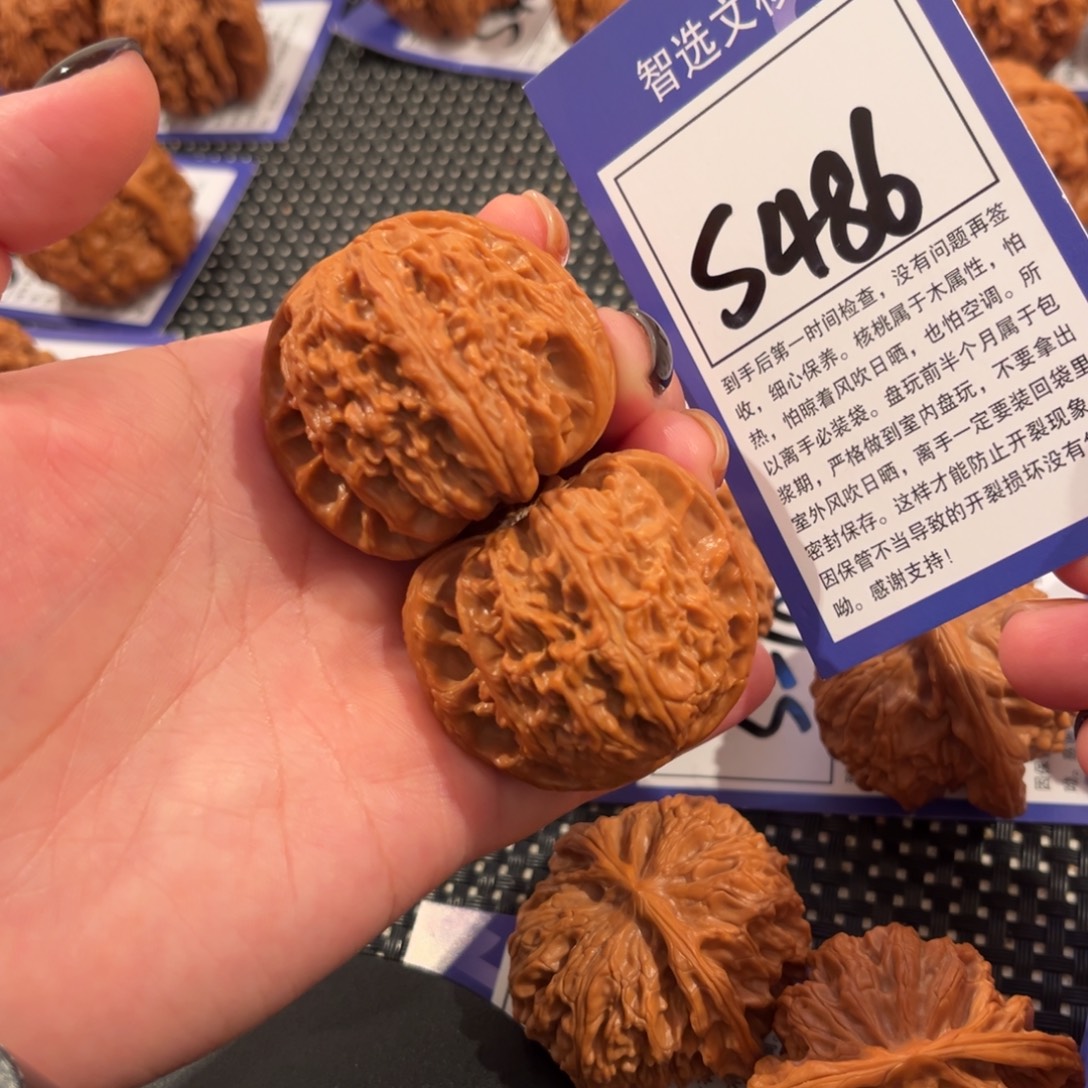 智选文
S486
到手后第一时间检查，没有问题再签
收，细心保养。核桃属于木属性，怕
热，怕晾着风吹日晒，也怕空调。所
以离手必装袋。盘玩前半个月属于包
浆期，严格做到室内盘玩，不要拿出
室外风吹日晒，离手一定要装回袋里
密封保存。这样才能防止开裂现象
因保管不当导致的开裂损坏没有
呦。感谢支持！